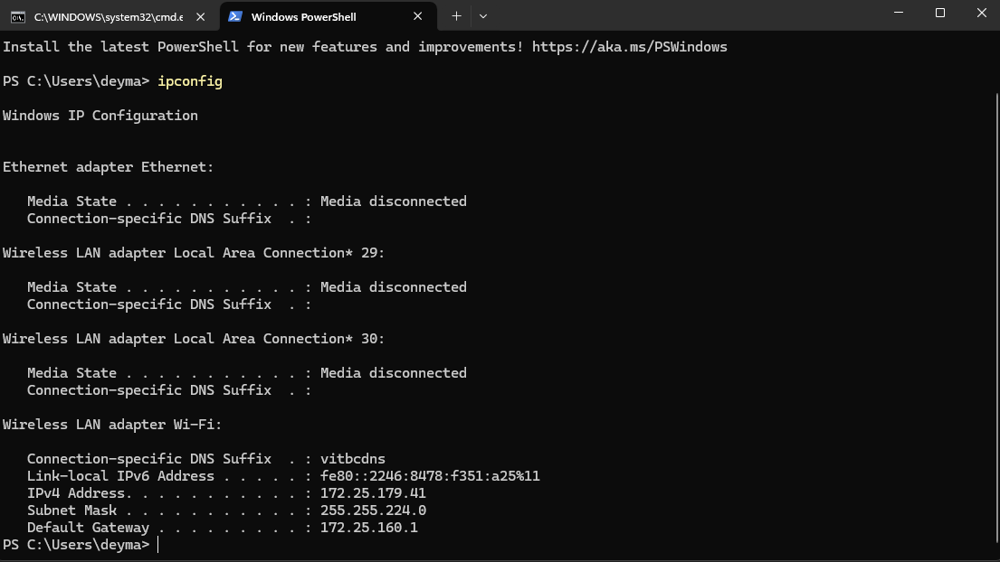 C:\WINDOWS\system32\cmd.e
Windows PowerShell
Install the latest PowerShell for new features and improvements! https://aka.ms/PSWindows
PS C:\Users\deyma> ipconfig
Windows IP Configuration
Ethernet adapter Ethernet:
   Media State . . . . . . . . . . . : Media disconnected
   Connection-specific DNS Suffix  . :
Wireless LAN adapter Local Area Connection* 29:
   Media State . . . . . . . . . . . : Media disconnected
   Connection-specific DNS Suffix  . :
Wireless LAN adapter Local Area Connection* 30:
   Media State . . . . . . . . . . . : Media disconnected
   Connection-specific DNS Suffix  . :
Wireless LAN adapter Wi-Fi:
   Connection-specific DNS Suffix  . : vitbcdns
   Link-local IPv6 Address . . . . . : fe80::2246:8478:f351:a25%11
   IPv4 Address. . . . . . . . . . . : 172.25.179.41
   Subnet Mask . . . . . . . . . . . : 255.255.224.0
   Default Gateway . . . . . . . . . : 172.25.160.1
PS C:\Users\deyma>